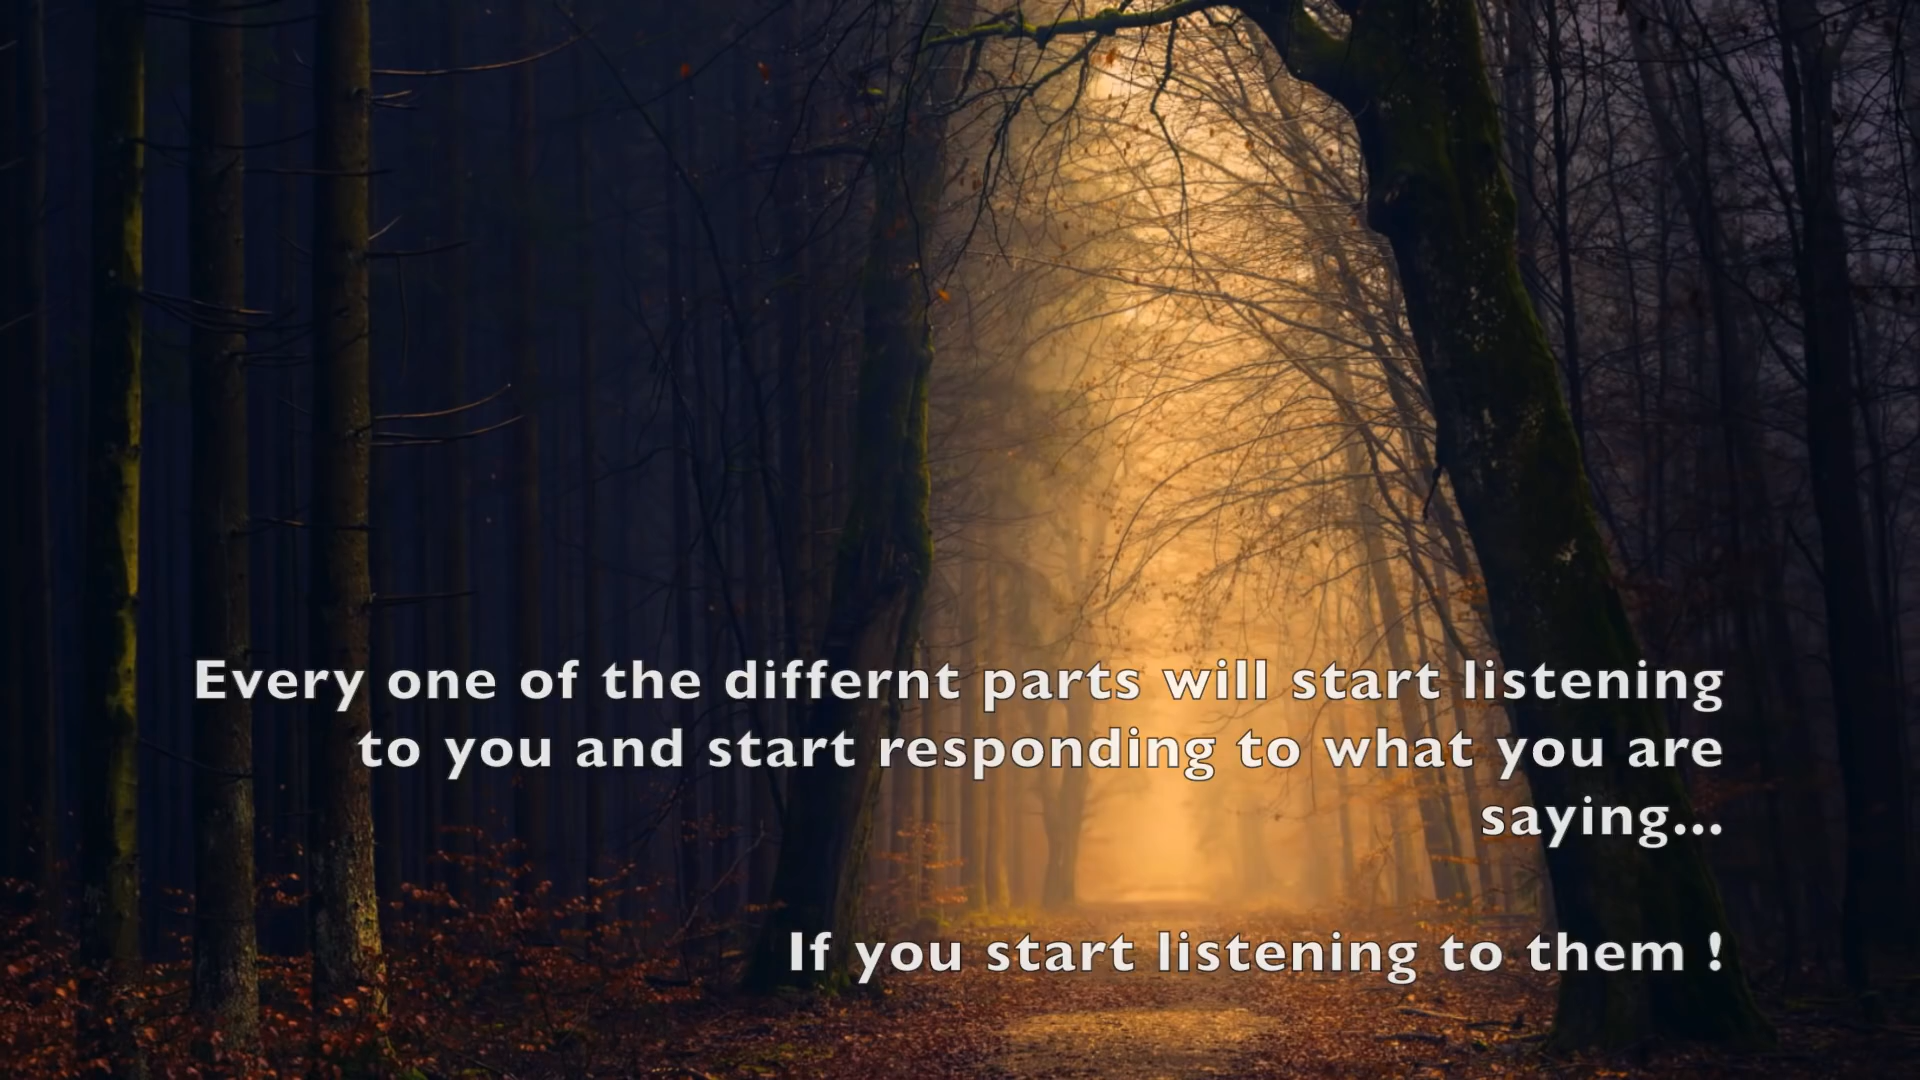 Every one of the differnt parts will start listening
to you and start responding to what you are
saying...
If you start listening to them !